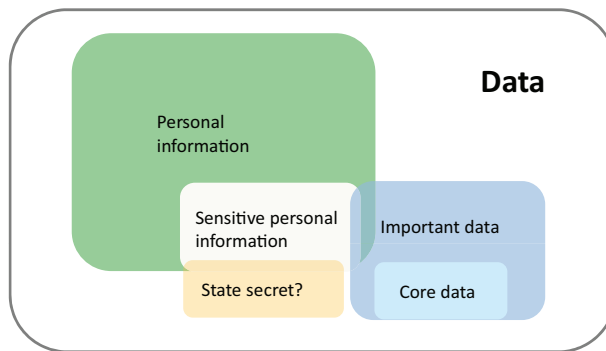 Data
Personal
information
Sensitive personal
information
Important data
State secret?
Core data